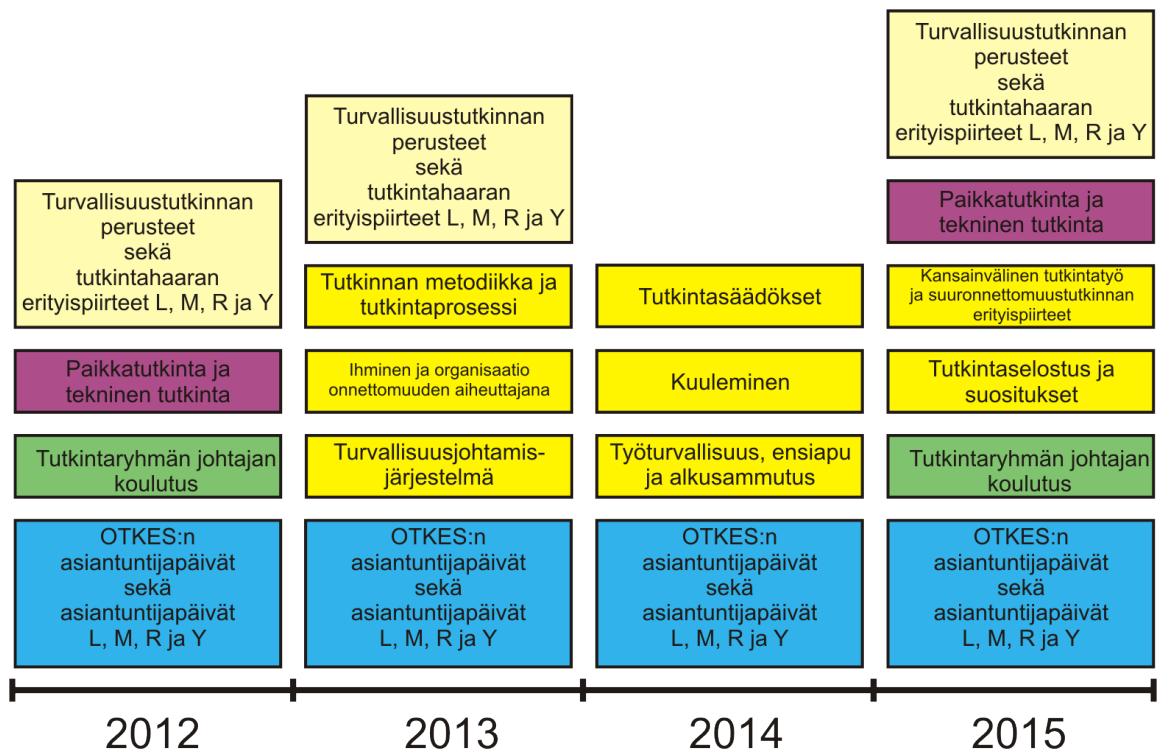 Turvallisuustutkinnan
perusteet
sekä
tutkintahaaran
erityispiirteet L, M, R ja Y
Paikkatutkinta ja
tekninen tutkinta
Tutkintaryhmän johtajan
koulutus
OTKES:n
asiantuntijapäivät
sekä
asiantuntijapäivät
L, M, R ja Y
2012
Turvallisuustutkinnan
perusteet
sekä
tutkintahaaran
erityispiirteet L, M, R ja Y
Tutkinnan metodiikka ja
tutkintaprosessi
Ihminen ja organisaatio
onnettomuuden aiheuttajana
Turvallisuusjohtamis-
järjestelmä
OTKES:n
asiantuntijapäivät
sekä
asiantuntijapäivät
L, M, R ja Y
2013
Tutkintasäädökset
Kuuleminen
Työturvallisuus, ensiapu
ja alkusammutus
OTKES:n
asiantuntijapäivät
sekä
asiantuntijapäivät
L, M, R ja Y
2014
Turvallisuustutkinnan
perusteet
sekä
tutkintahaaran
erityispiirteet L, M, R ja Y
Paikkatutkinta ja
tekninen tutkinta
Kansainvälinen tutkintatyö
ja suuronnettomuustutkinnan
erityispiirteet
Tutkintaselostus ja
suositukset
Tutkintaryhmän johtajan
koulutus
OTKES:n
asiantuntijapäivät
sekä
asiantuntijapäivät
L, M, R ja Y
2015